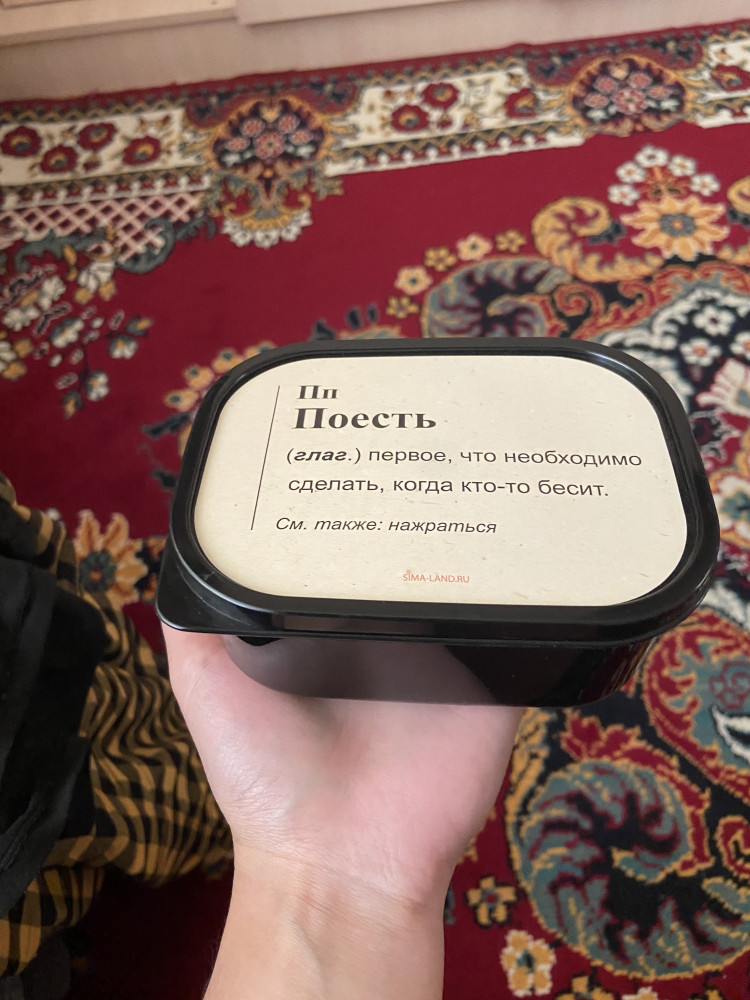 Пп
Поесть
(глаг.) первое, что необходимо
сделать, когда кто-то бесит.
См. также: нажраться
SIMA-LAND.RU